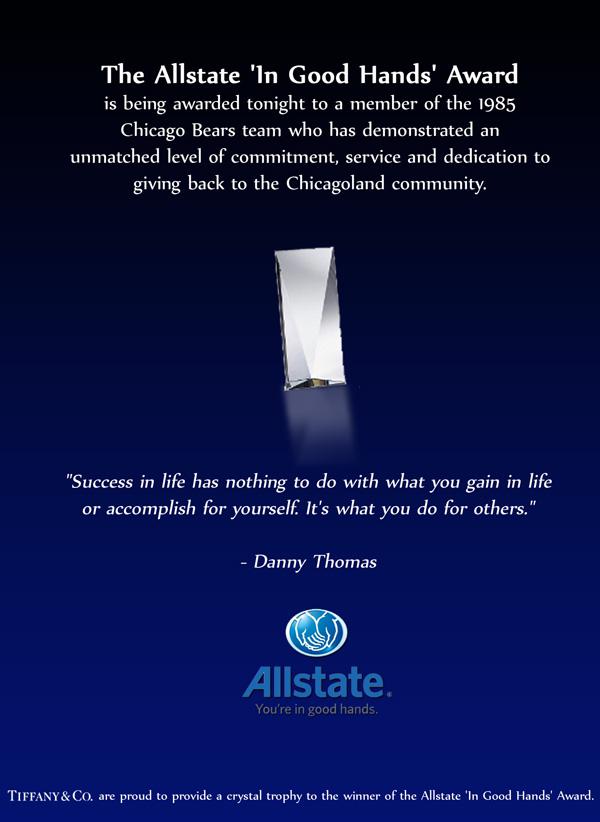 The Allstate 'In Good Hands' Award
is being awarded tonight to a member of the 1985
Chicago Bears team who has demonstrated an
unmatched level of commitment, service and dedication to
giving back to the Chicagoland community.
"Success in life has nothing to do with what you gain in life
or accomplish for yourself. It's what you do for others."
- Danny Thomas
Allstate®
You're in good hands.
TIFFANY & CO. are proud to provide a crystal trophy to the winner of the Allstate 'In Good Hands' Award.